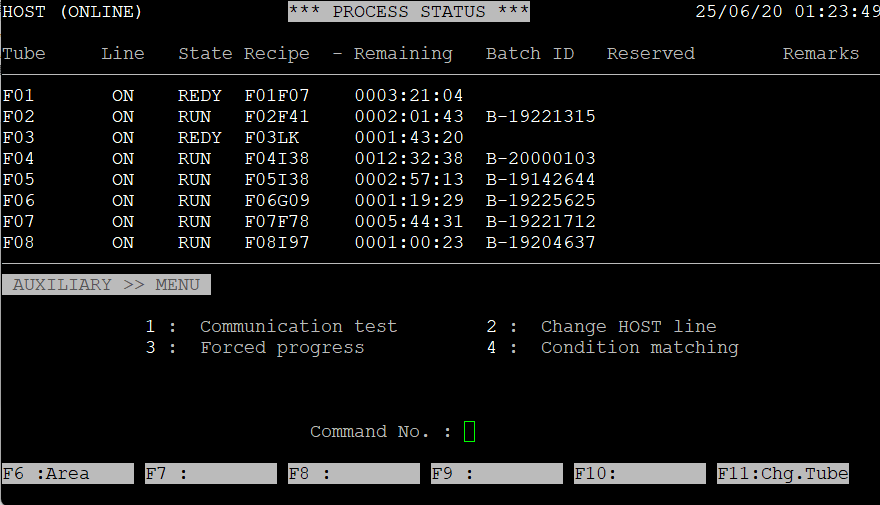 HOST (ONLINE) *** PROCESS STATUS *** 25/06/20 01:23:49
Tube Line State Recipe - Remaining Batch ID Reserved Remarks
F01 ON REDY F01F07 0003:21:04
F02 ON RUN F02F41 0002:01:43 B-19221315
F03 ON REDY F03LK 0001:43:20
F04 ON RUN F04I38 0012:32:38 B-20000103
F05 ON RUN F05I38 0002:57:13 B-19142644
F06 ON RUN F06G09 0001:19:29 B-19225625
F07 ON RUN F07F78 0005:44:31 B-19221712
F08 ON RUN F08I97 0001:00:23 B-19204637
AUXILIARY >> MENU
1 : Communication test 2 : Change HOST line
3 : Forced progress 4 : Condition matching
Command No. :
F6 :Area F7 : F8 : F9 : F10: F11:Chg.Tube